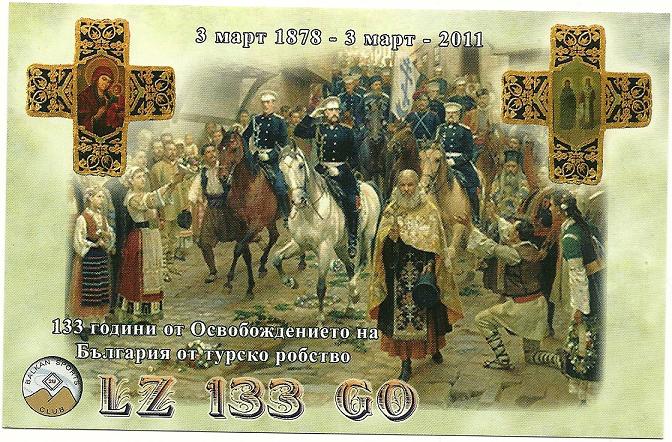 3 март 1878 - 3 март - 2011
133 години от Освобождението на
България от турско робство
BALKAN SPORTS
CLUB
LZ 133 GO